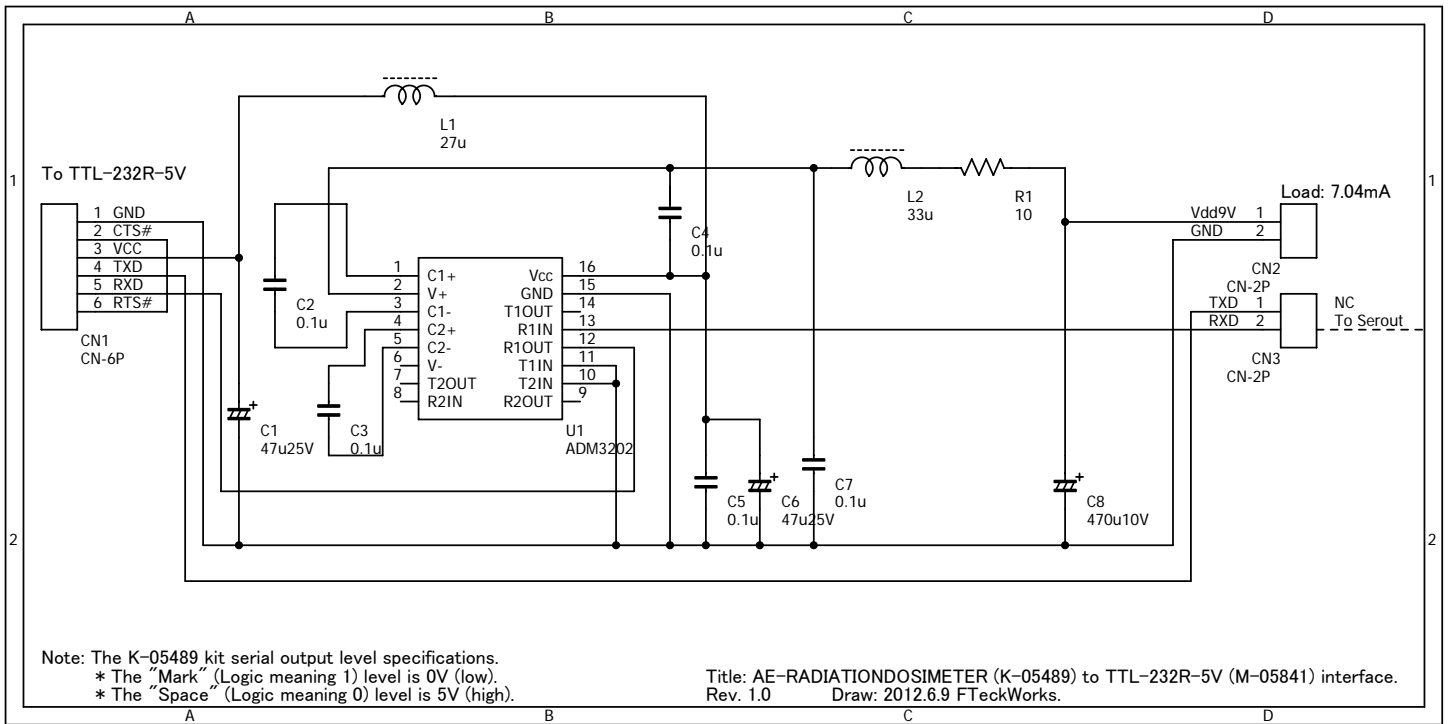 A B C D
L1
27u
To TTL-232R-5V
1 1
L2
33u
R1
10
Load: 7.04mA
1 GND
2 CTS#
3 VCC
4 TXD
5 RXD
6 RTS#
CN1
CN-6P
Vdd9V 1
GND 2
CN2
CN-2P
TXD 1
RXD 2
NC
To Serout
CN3
CN-2P
C4
0.1u
C2
0.1u
1 C1+ Vcc 16
2 V+ GND 15
3 C1- T1OUT 14
4 C2+ R1IN 13
5 C2- R1OUT 12
6 V- T1IN 11
7 T2OUT T2IN 10
8 R2IN R2OUT 9
U1
ADM3202
C1
47u25V
C3
0.1u
C5
0.1u
C6
47u25V
C7
0.1u
C8
470u10V
2 2
Note: The K-05489 kit serial output level specifications.
* The "Mark" (Logic meaning 1) level is 0V (low).
* The "Space" (Logic meaning 0) level is 5V (high).
Title: AE-RADIATIONDOSIMETER (K-05489) to TTL-232R-5V (M-05841) interface.
Rev. 1.0 Draw: 2012.6.9 FTeckWorks.
A B C D